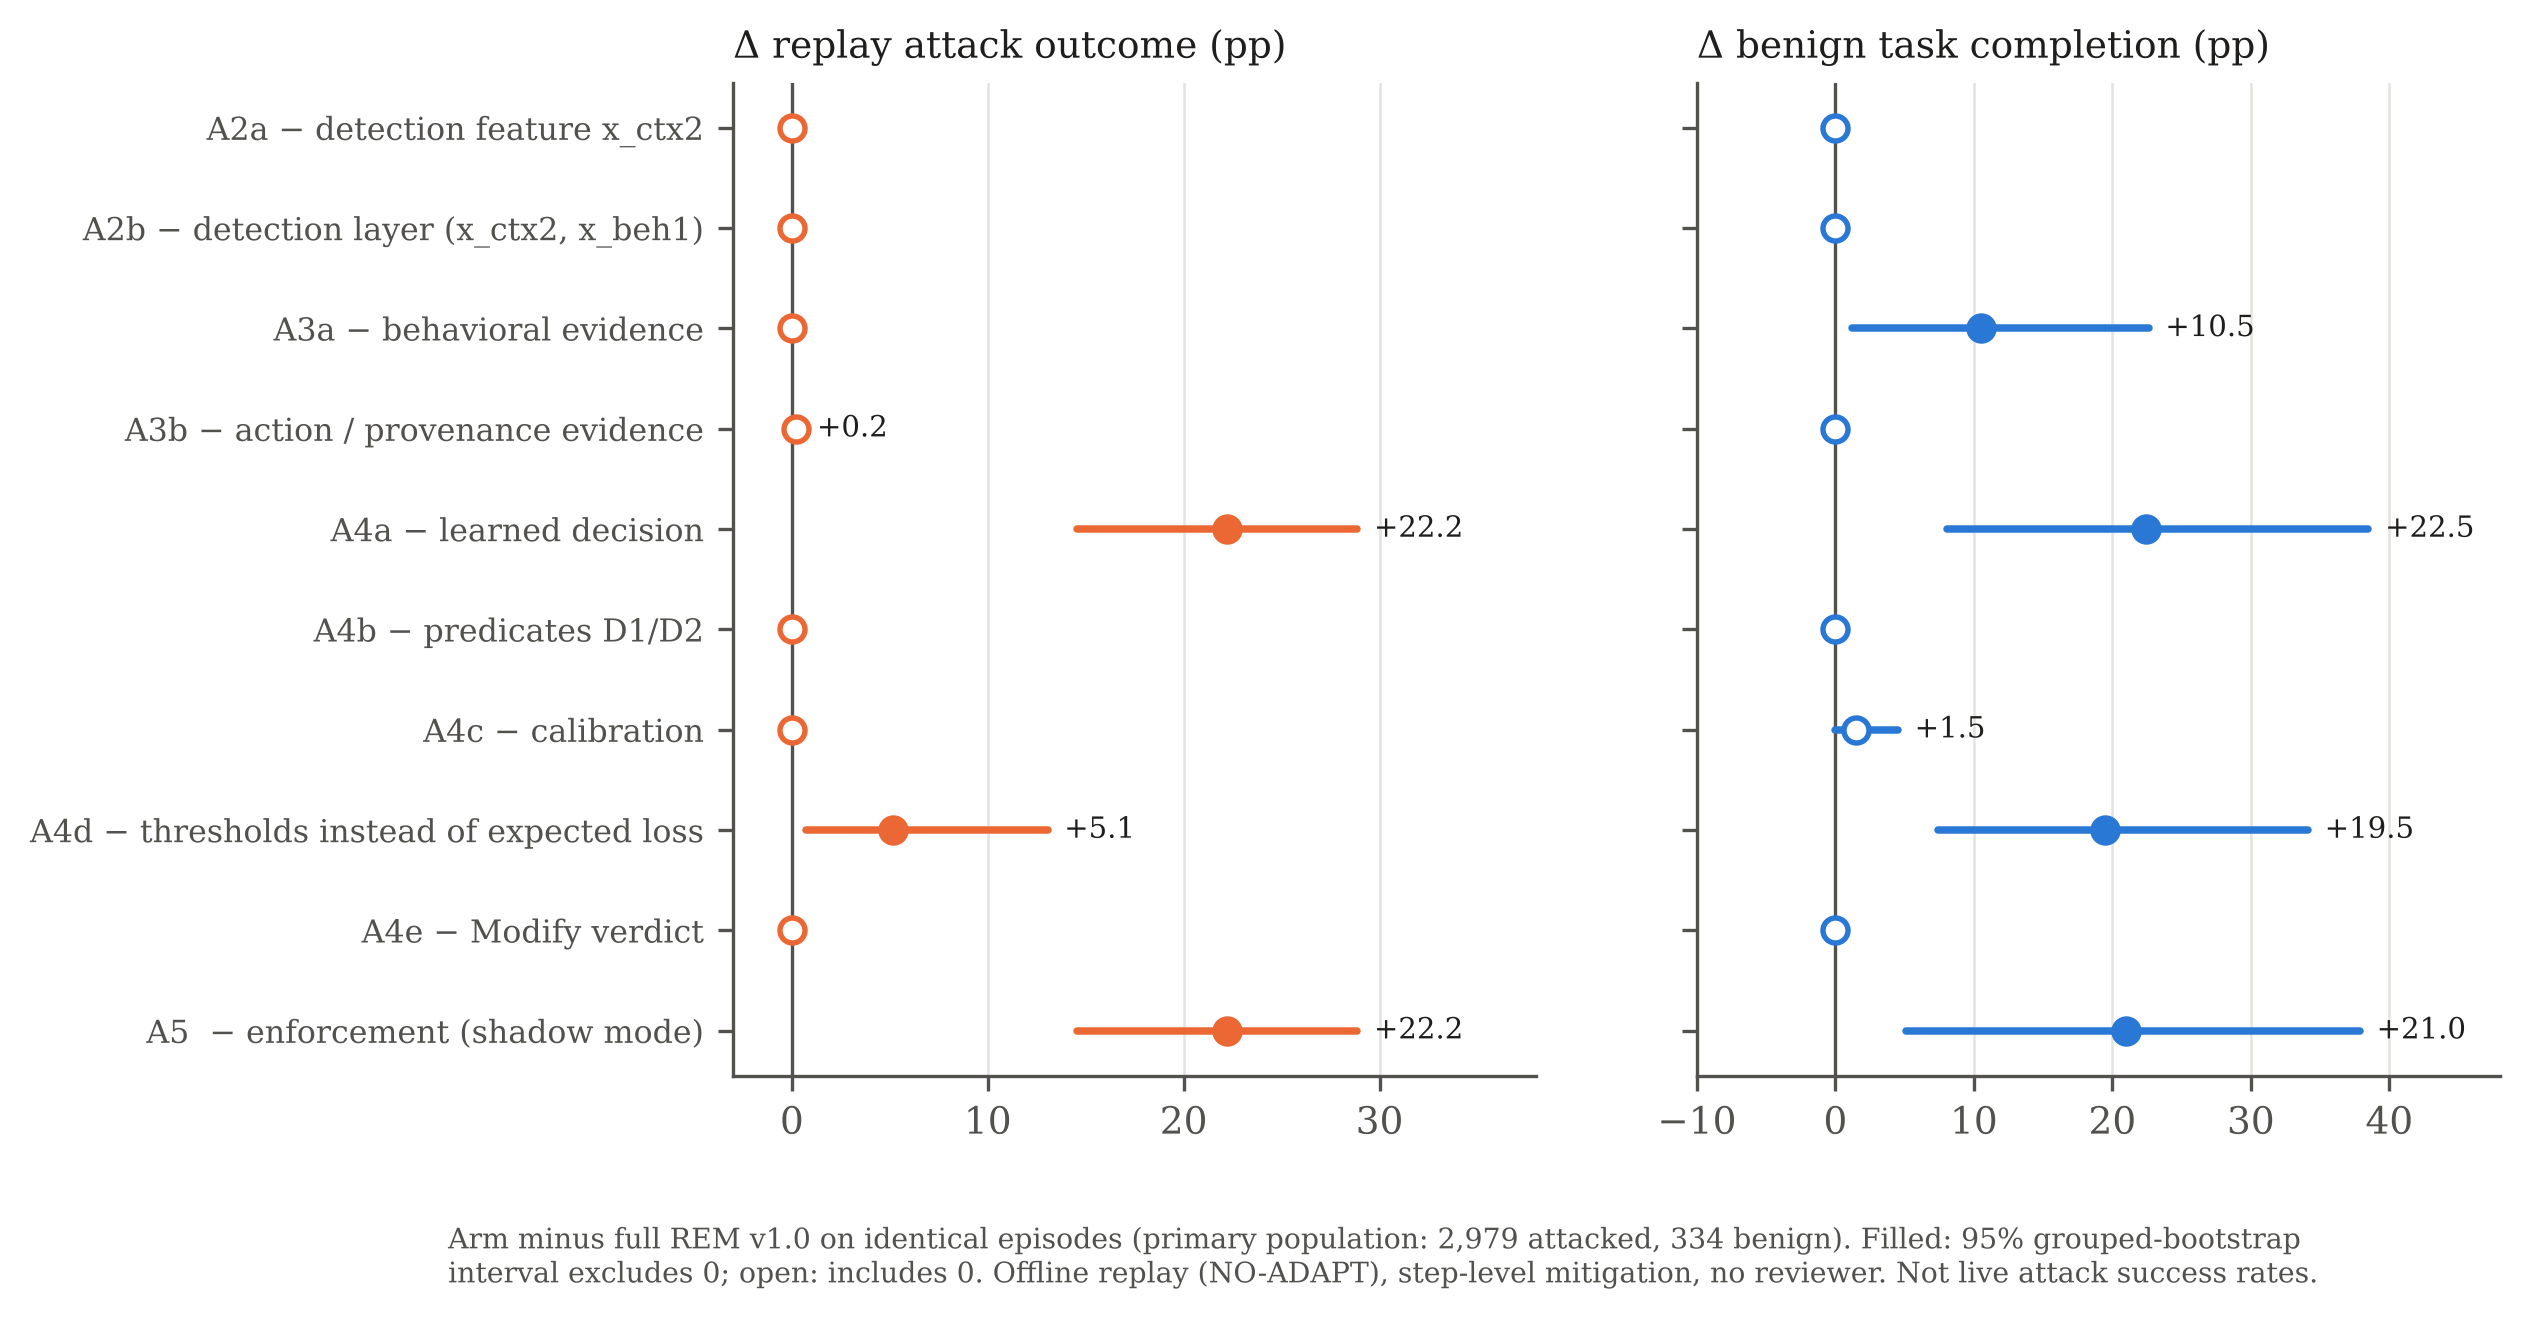 Δ replay attack outcome (pp)
Δ benign task completion (pp)
A2a − detection feature x_ctx2
A2b − detection layer (x_ctx2, x_beh1)
A3a − behavioral evidence
+10.5
A3b − action / provenance evidence
+0.2
A4a − learned decision
+22.2
+22.5
A4b − predicates D1/D2
A4c − calibration
+1.5
A4d − thresholds instead of expected loss
+5.1
+19.5
A4e − Modify verdict
A5 − enforcement (shadow mode)
+22.2
+21.0
0 10 20 30
−10 0 10 20 30 40
Arm minus full REM v1.0 on identical episodes (primary population: 2,979 attacked, 334 benign). Filled: 95% grouped-bootstrap
interval excludes 0; open: includes 0. Offline replay (NO-ADAPT), step-level mitigation, no reviewer. Not live attack success rates.